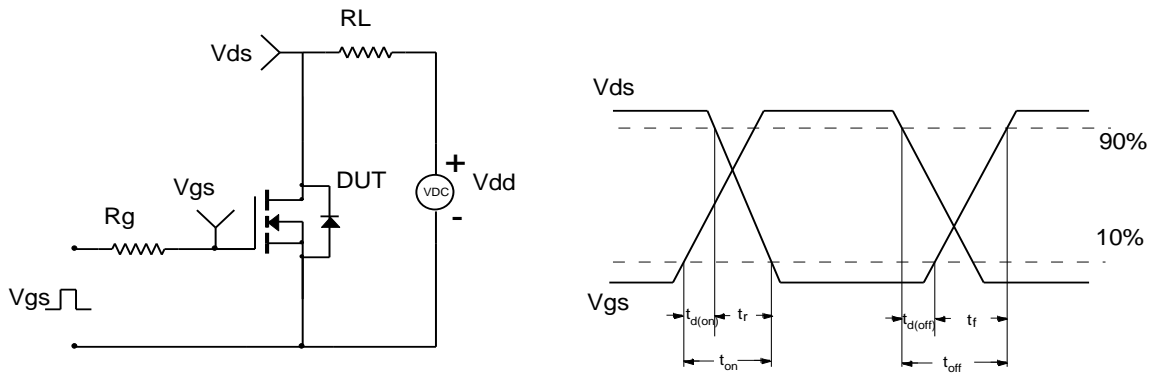 RL
Vds
Vgs
DUT
Rg
+
VDC
Vdd
-
Vgs
Vds
90%
10%
Vgs
td(on)
tr
td(off)
tf
ton
toff